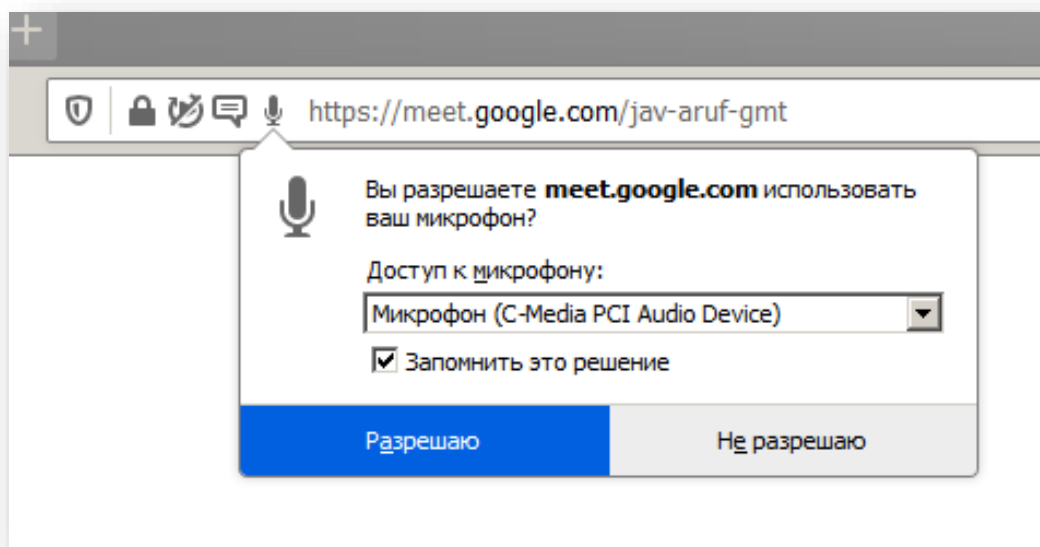 https://meet.google.com/jav-aruf-gmt
Вы разрешаете meet.google.com использовать
ваш микрофон?
Доступ к микрофону:
Микрофон (C-Media PCI Audio Device)
Запомнить это решение
Разрешаю
Не разрешаю